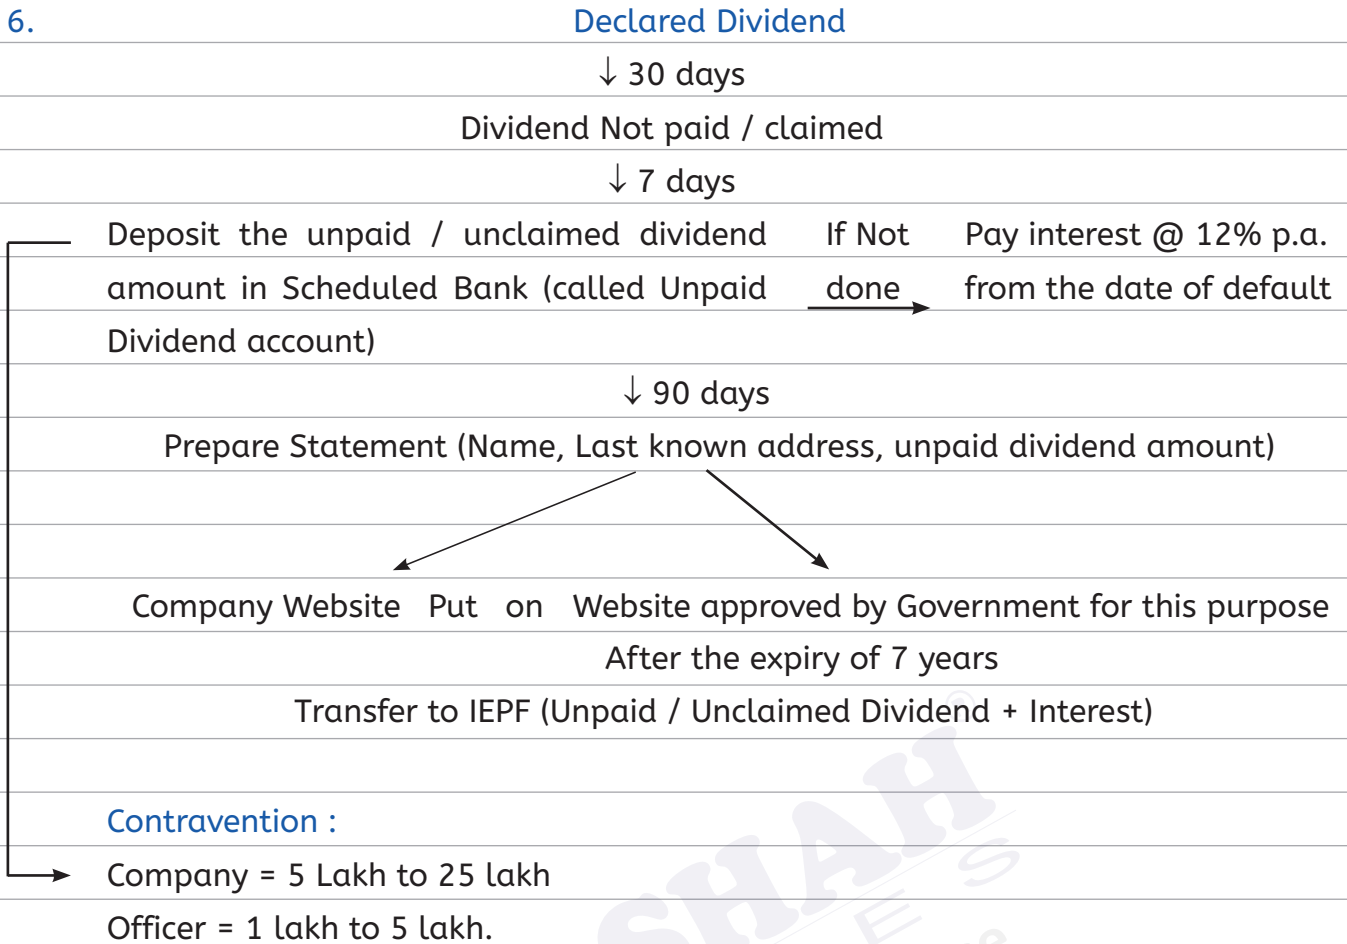 6. Declared Dividend
↓ 30 days
Dividend Not paid / claimed
↓ 7 days
Deposit the unpaid / unclaimed dividend If Not Pay interest @ 12% p.a.
amount in Scheduled Bank (called Unpaid done from the date of default
Dividend account)
↓ 90 days
Prepare Statement (Name, Last known address, unpaid dividend amount)
Company Website Put on Website approved by Government for this purpose
After the expiry of 7 years
Transfer to IEPF (Unpaid / Unclaimed Dividend + Interest)
Contravention :
Company = 5 Lakh to 25 lakh
Officer = 1 lakh to 5 lakh.
SHAH